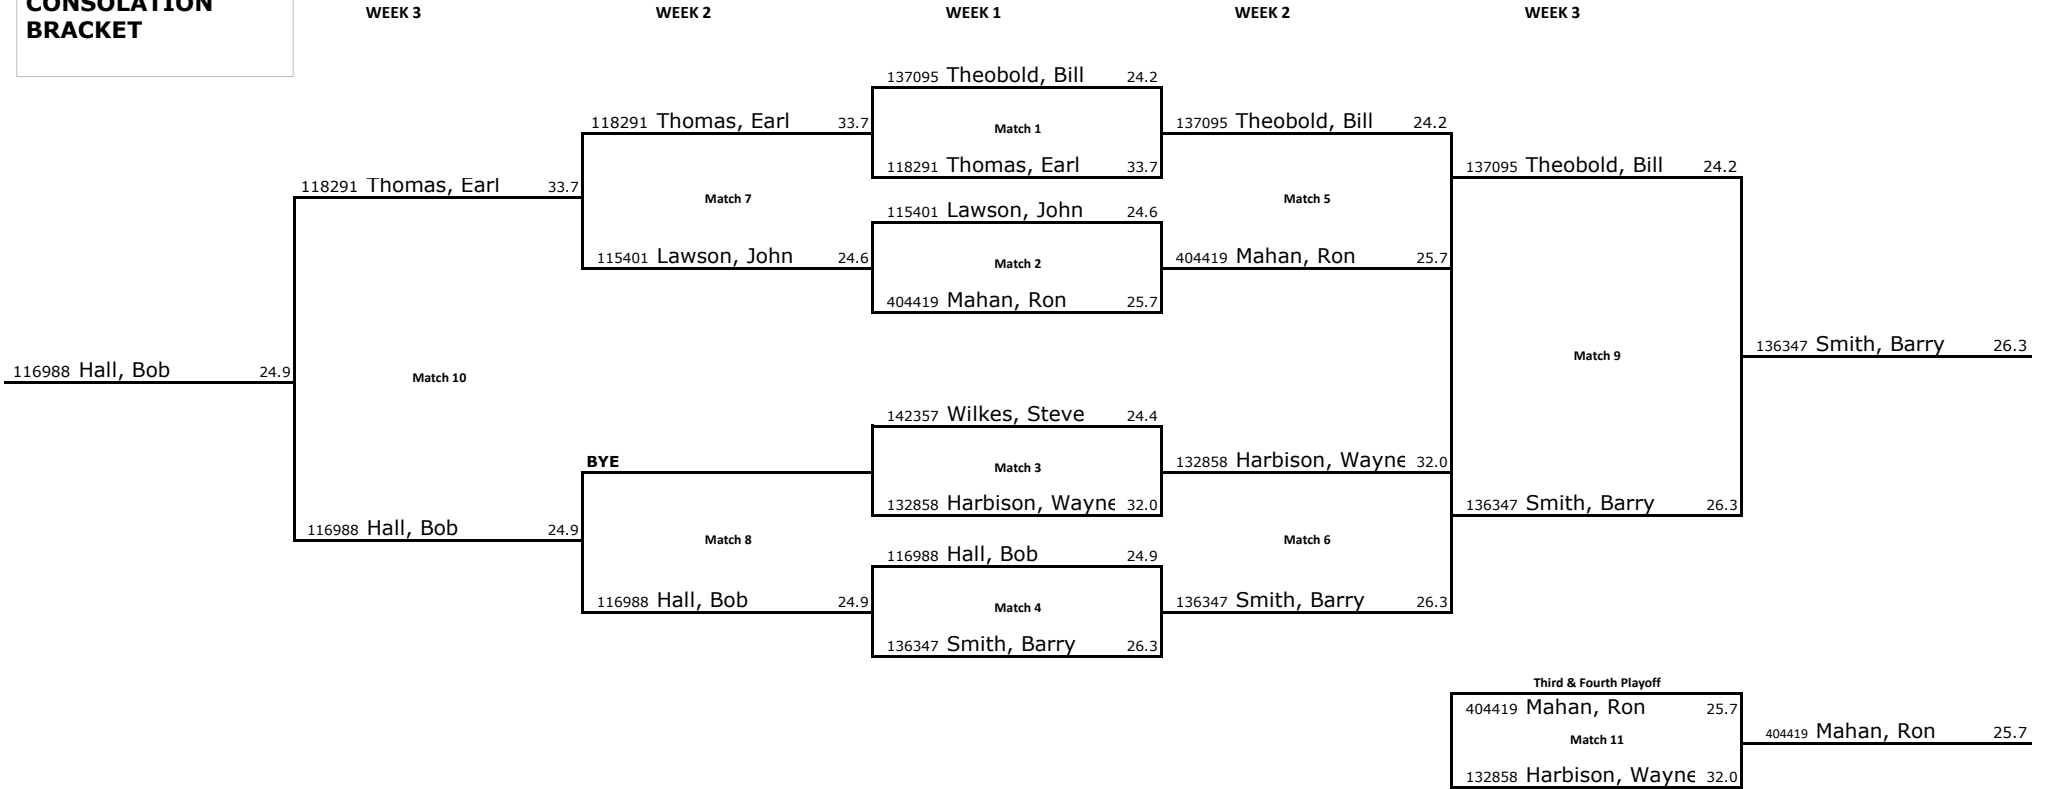 CONSOLATION
BRACKET
WEEK 3 WEEK 2 WEEK 1 WEEK 2 WEEK 3
137095 Theobold, Bill 24.2
118291 Thomas, Earl 33.7
Match 1
137095 Theobold, Bill 24.2
118291 Thomas, Earl 33.7
137095 Theobold, Bill 24.2
118291 Thomas, Earl 33.7
Match 7
Match 5
115401 Lawson, John 24.6
115401 Lawson, John 24.6
Match 2
404419 Mahan, Ron 25.7
404419 Mahan, Ron 25.7
136347 Smith, Barry 26.3
Match 9
116988 Hall, Bob 24.9
Match 10
142357 Wilkes, Steve 24.4
BYE
Match 3
132858 Harbison, Wayne 32.0
132858 Harbison, Wayne 32.0
136347 Smith, Barry 26.3
116988 Hall, Bob 24.9
Match 8
Match 6
116988 Hall, Bob 24.9
116988 Hall, Bob 24.9
Match 4
136347 Smith, Barry 26.3
136347 Smith, Barry 26.3
Third & Fourth Playoff
404419 Mahan, Ron 25.7
Match 11
404419 Mahan, Ron 25.7
132858 Harbison, Wayne 32.0